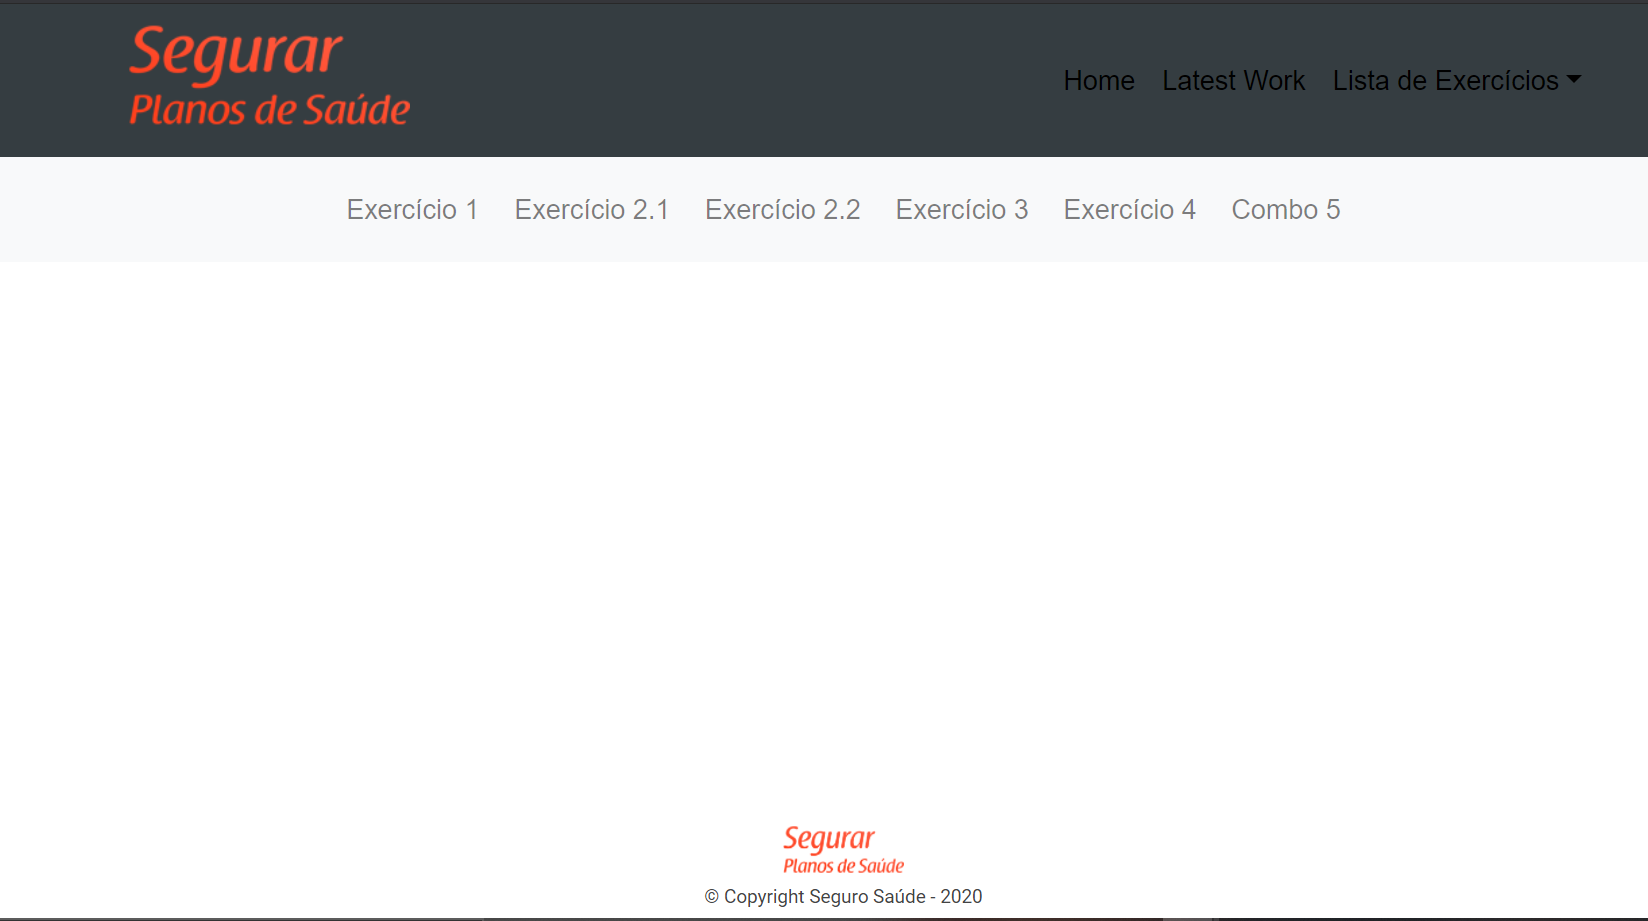 Segurar
Planos de Saúde
Home Latest Work Lista de Exercícios
Exercício 1 Exercício 2.1 Exercício 2.2 Exercício 3 Exercício 4 Combo 5
Segurar
Planos de Saúde
© Copyright Seguro Saúde - 2020